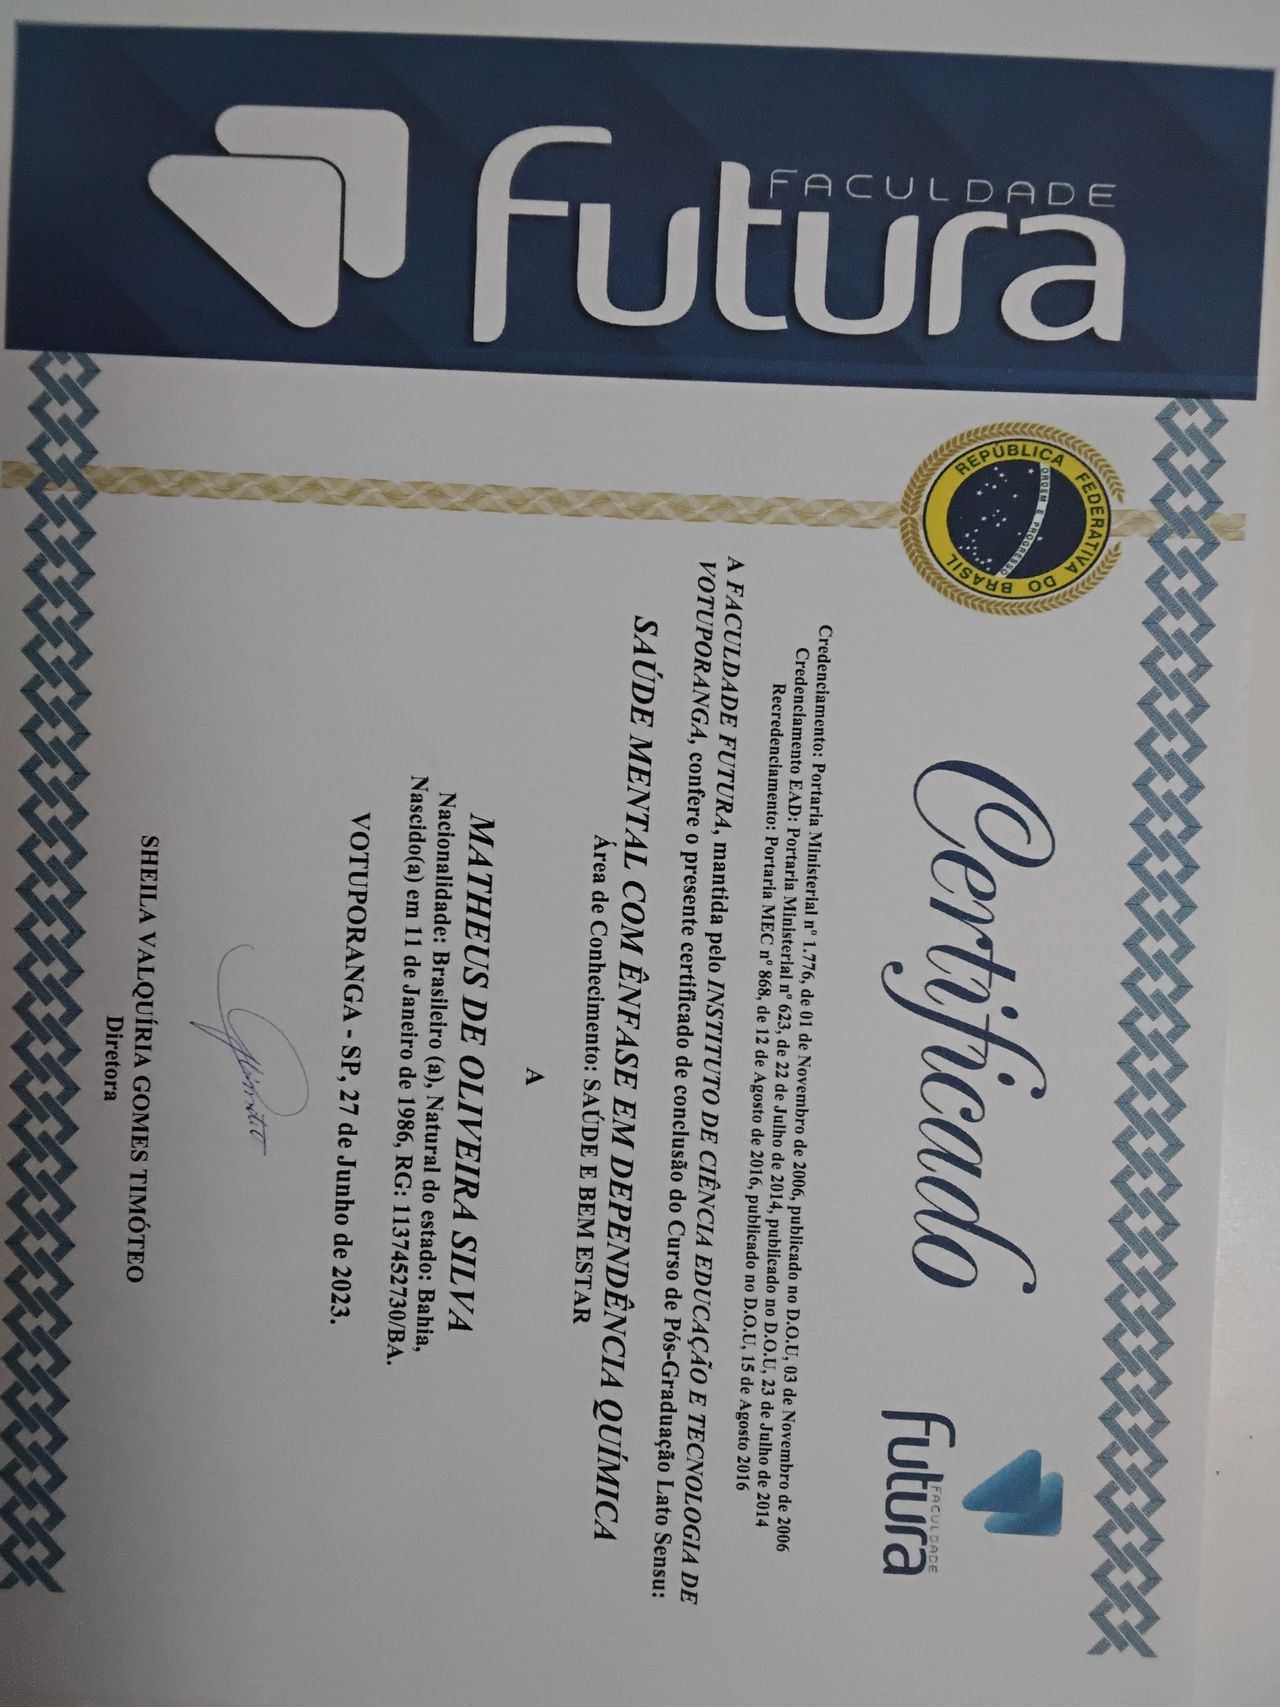 FACULDADE
futura
REPÚBLICA FEDERATIVA DO BRASIL
ORDEM E PROGRESSO
Certificado
FACULDADE
futura
Credenciamento: Portaria Ministerial nº 1.776, de 01 de Novembro de 2006, publicado no D.O.U, 03 de Novembro de 2006
Credenciamento EAD: Portaria Ministerial nº 623, de 22 de Julho de 2014, publicado no D.O.U, 23 de Julho de 2014
Recredenciamento: Portaria MEC nº 868, de 12 de Agosto de 2016, publicado no D.O.U, 15 de Agosto 2016
A FACULDADE FUTURA, mantida pelo INSTITUTO DE CIÊNCIA EDUCAÇÃO E TECNOLOGIA DE
VOTUPORANGA, confere o presente certificado de conclusão do Curso de Pós-Graduação Lato Sensu:
SAÚDE MENTAL COM ÊNFASE EM DEPENDÊNCIA QUÍMICA
Área de Conhecimento: SAÚDE E BEM ESTAR
A
MATHEUS DE OLIVEIRA SILVA
Nacionalidade: Brasileiro (a), Natural do estado: Bahia,
Nascido(a) em 11 de Janeiro de 1986, RG: 1137452730/BA.
VOTUPORANGA - SP, 27 de Junho de 2023.
SHEILA VALQUÍRIA GOMES TIMÓTEO
Diretora